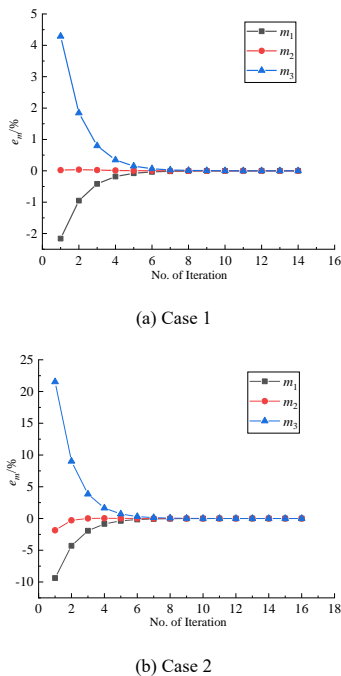 5
4
3
2
1
0
-1
-2
e_m/%
m₁
m₂
m₃
0 2 4 6 8 10 12 14 16
No. of Iteration
(a) Case 1
25
20
15
10
5
0
-5
-10
e_m/%
m₁
m₂
m₃
0 2 4 6 8 10 12 14 16 18
No. of Iteration
(b) Case 2